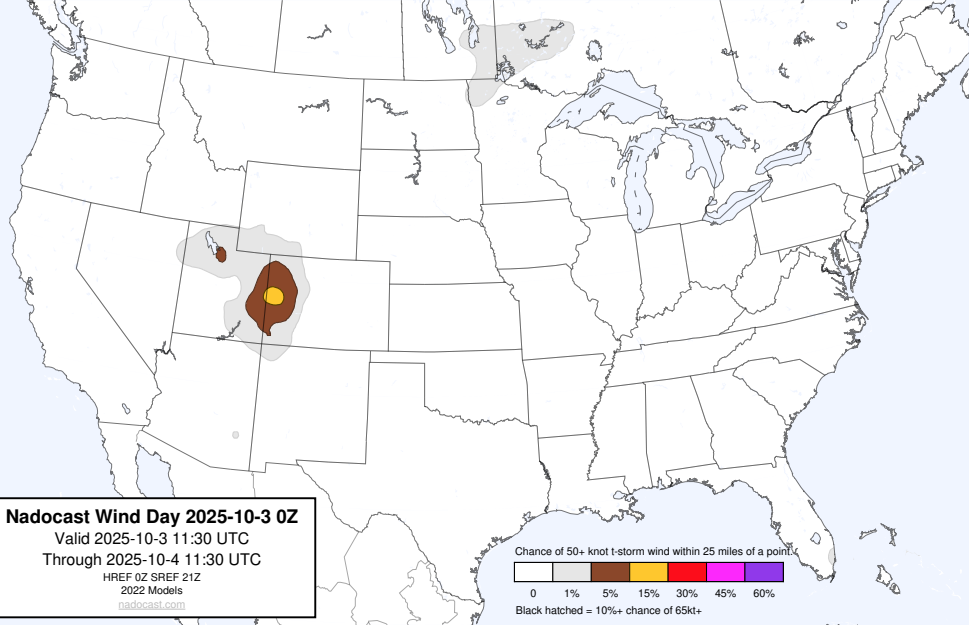 Nadocast Wind Day 2025-10-3 0Z
Valid 2025-10-3 11:30 UTC
Through 2025-10-4 11:30 UTC
HREF 0Z SREF 21Z
2022 Models
nadocast.com
Chance of 50+ knot t-storm wind within 25 miles of a point.
0 1% 5% 15% 30% 45% 60%
Black hatched = 10%+ chance of 65kt+